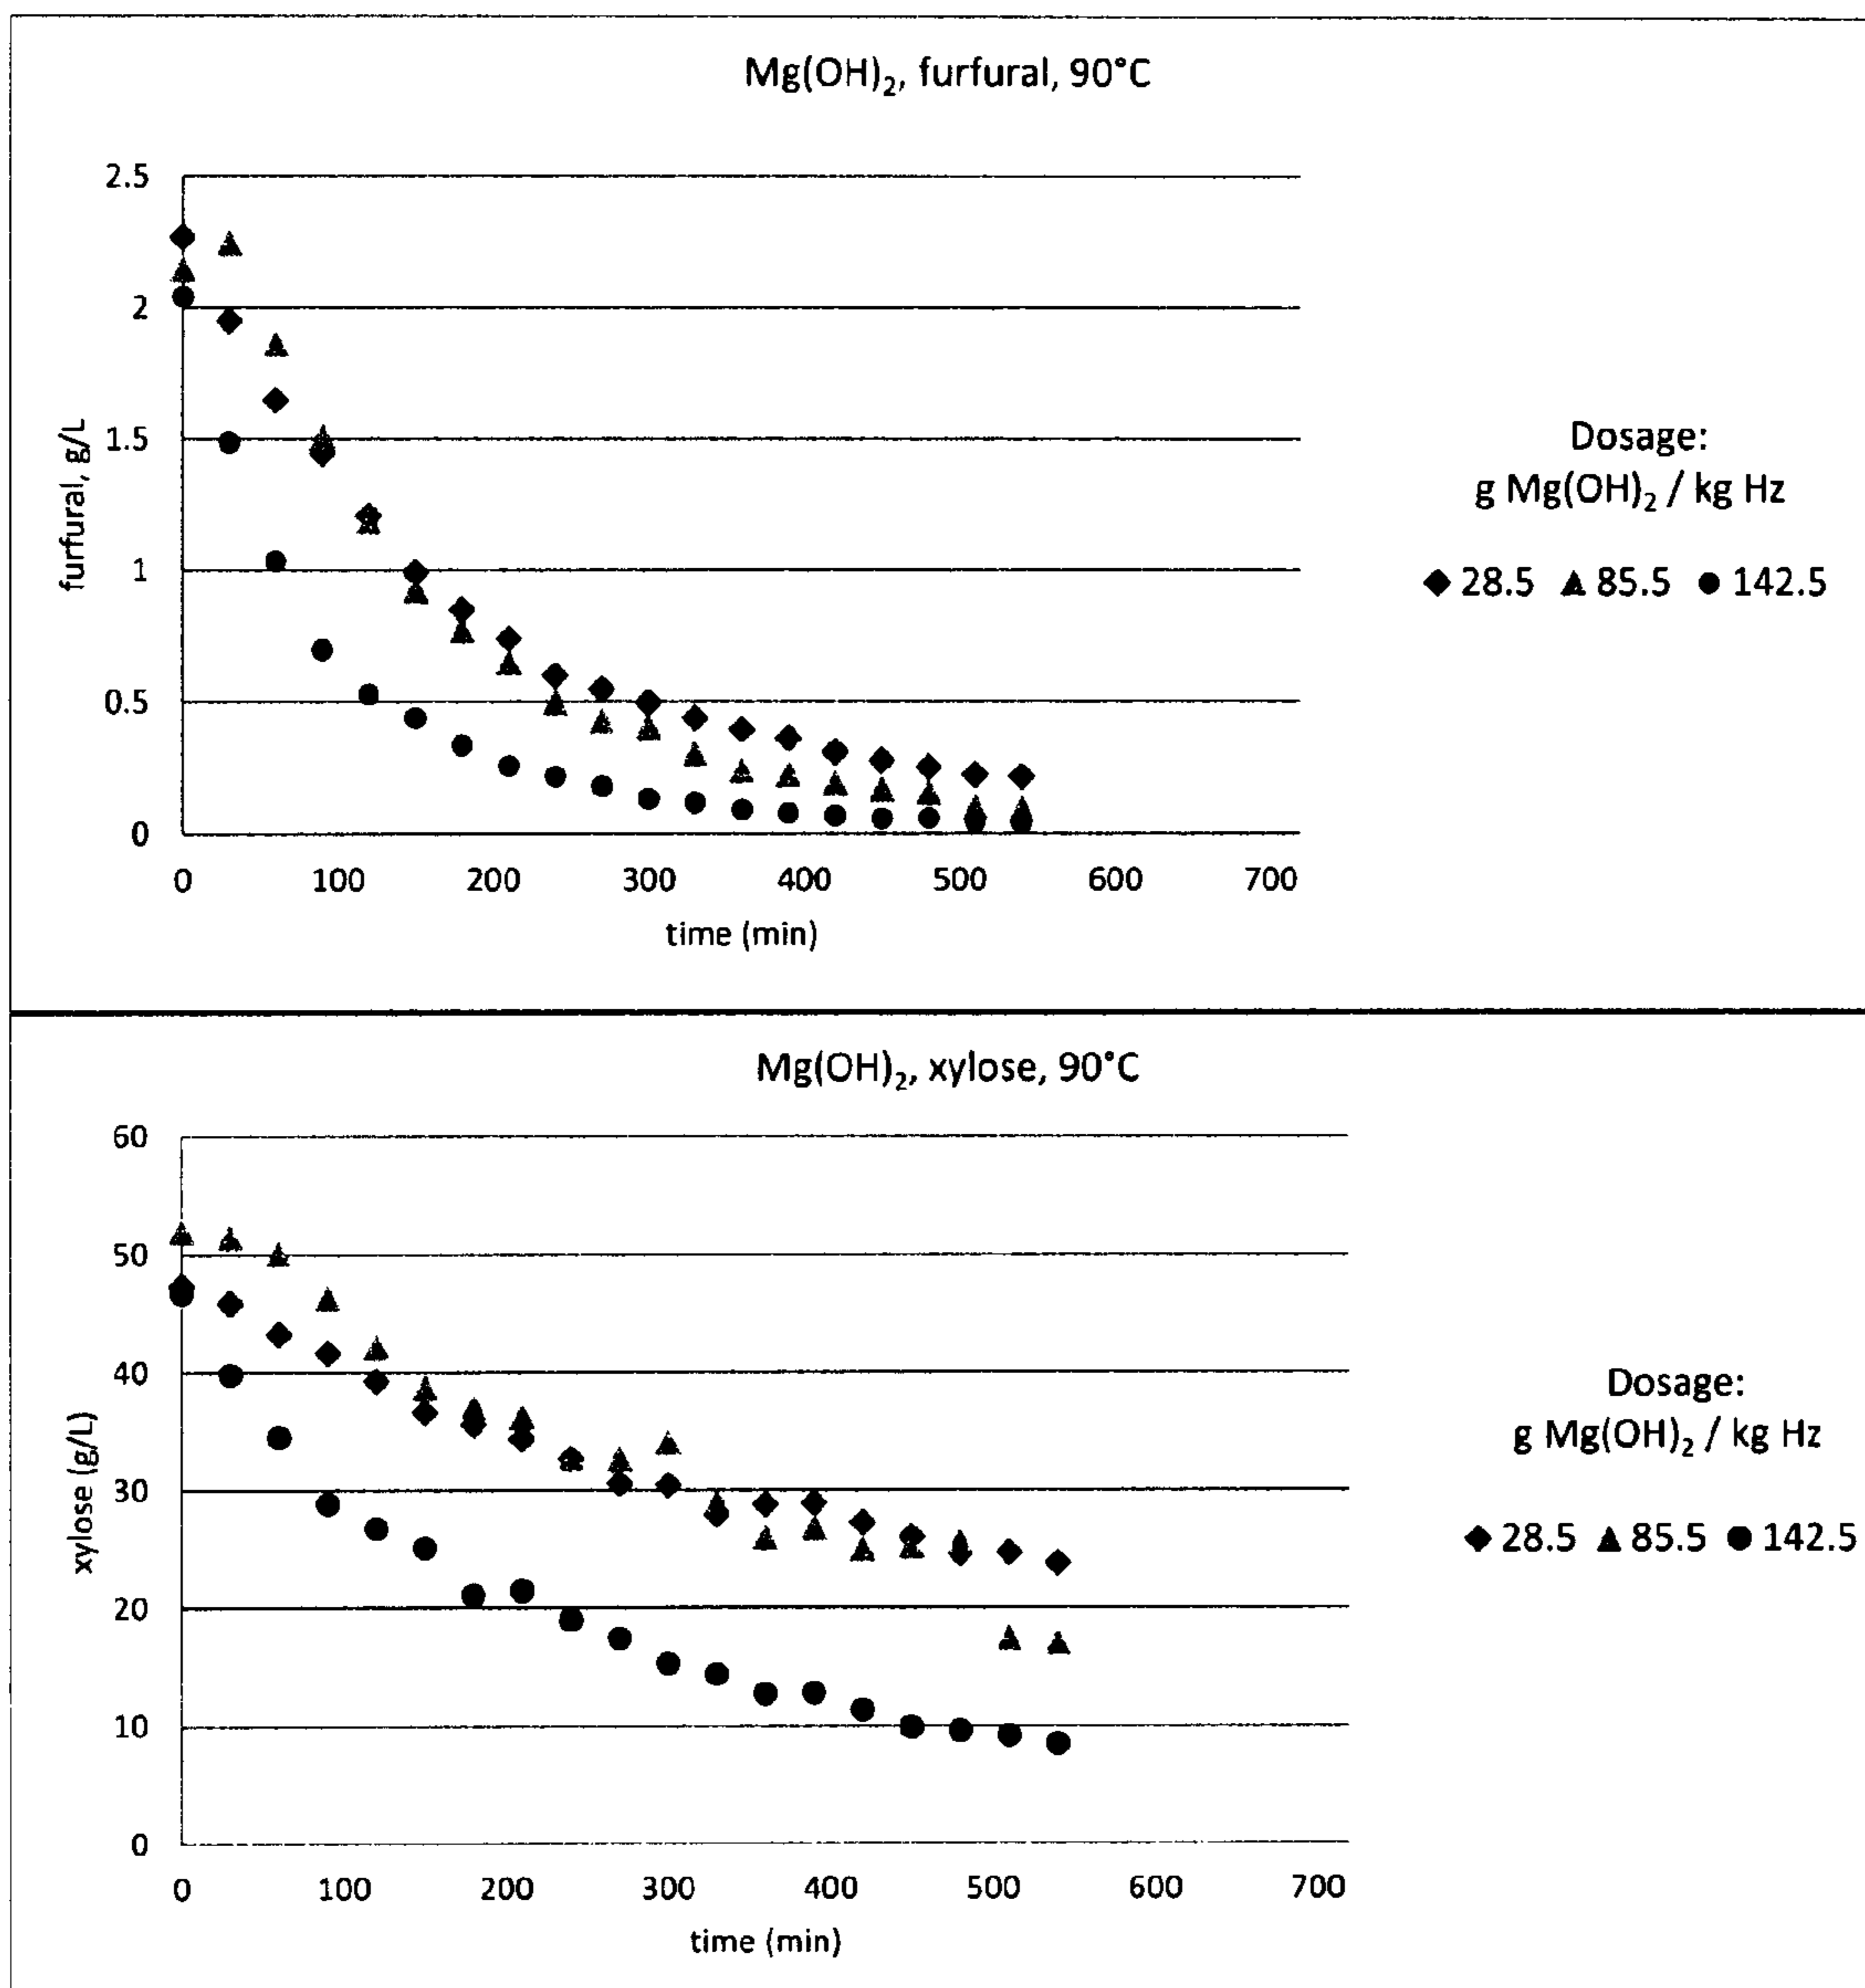 Mg(OH)₂, furfural, 90°C
2.5
2
1.5
1
0.5
0
furfural, g/L
0 100 200 300 400 500 600 700
time (min)
Dosage:
g Mg(OH)₂ / kg Hz
28.5 85.5 142.5
Mg(OH)₂, xylose, 90°C
60
50
40
30
20
10
0
xylose (g/L)
0 100 200 300 400 500 600 700
time (min)
Dosage:
g Mg(OH)₂ / kg Hz
28.5 85.5 142.5